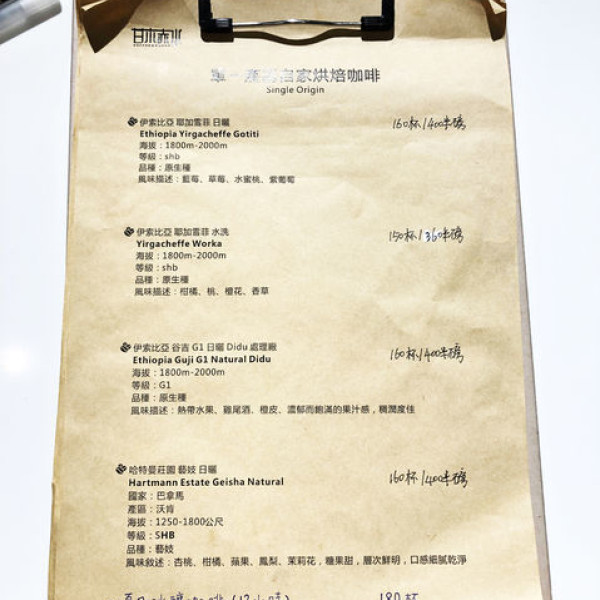 單一產區自家烘焙咖啡
Single Origin
伊索比亞 耶加雪菲 日曬 160杯/400半磅
Ethiopia Yirgacheffe Gotiti
海拔：1800m-2000m
等級：shb
品種：原生種
風味描述：藍莓、草莓、水蜜桃、紫葡萄
伊索比亞 耶加雪菲 水洗 150杯/360半磅
Yirgacheffe Worka
海拔：1800m-2000m
等級：shb
品種：原生種
風味描述：柑橘、桃、橙花、香草
伊索比亞 谷吉 G1 日曬 Didu 處理廠 160杯/400半磅
Ethiopia Guji G1 Natural Didu
海拔：1800m-2000m
等級：G1
品種：原生種
風味描述：熱帶水果、雞尾酒、橙皮、濃郁而飽滿的果汁感，稠潤度佳
哈特曼莊園 藝妓 日曬 160杯/400半磅
Hartmann Estate Geisha Natural
國家：巴拿馬
產區：沃肯
海拔：1250-1800公尺
等級：SHB
品種：藝妓
風味敘述：杏桃、柑橘、蘋果、鳳梨、茉莉花，糖果甜，層次鮮明，口感細膩乾淨
(12小時) 180杯